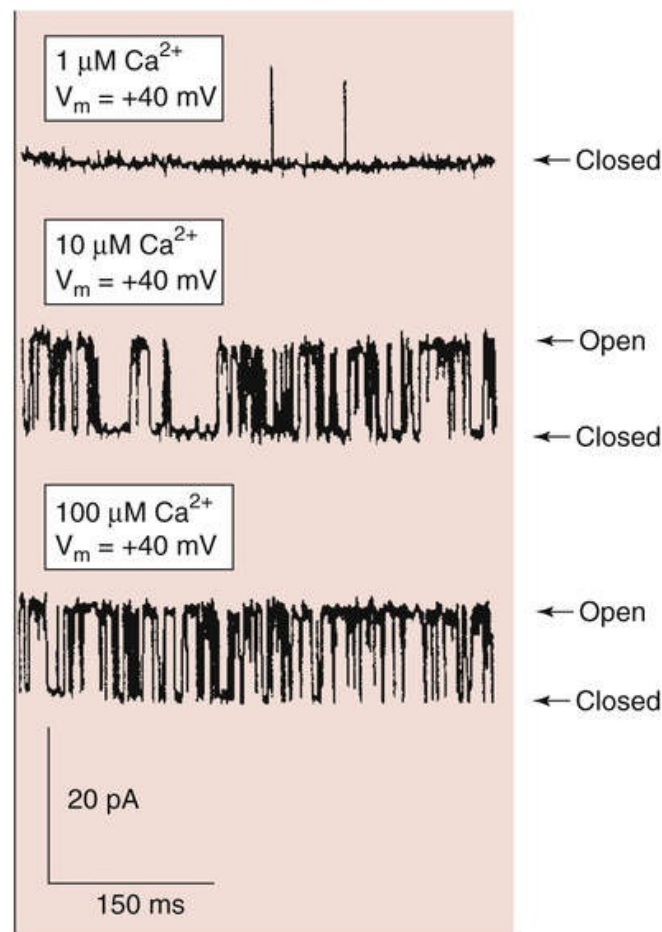 1 μM Ca²⁺
Vₘ = +40 mV
← Closed
10 μM Ca²⁺
Vₘ = +40 mV
← Open
← Closed
100 μM Ca²⁺
Vₘ = +40 mV
← Open
← Closed
20 pA
150 ms